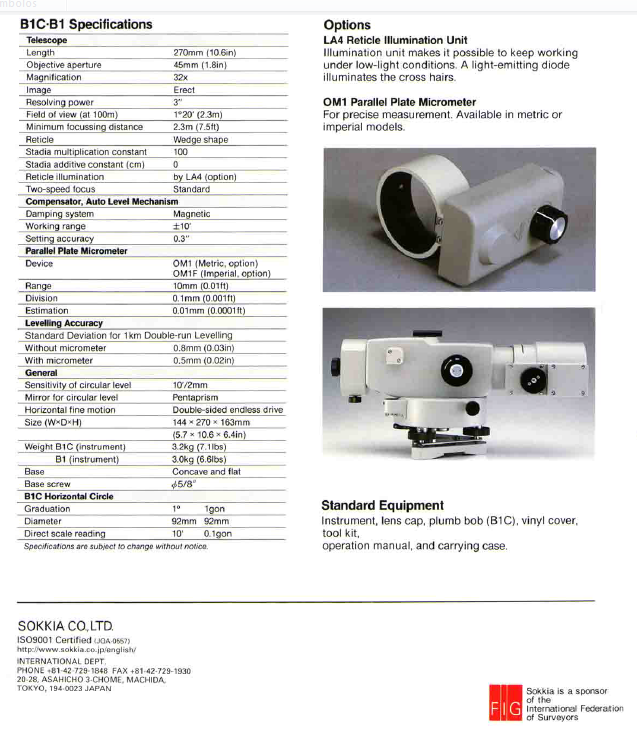 mbolos
B1C·B1 Specifications
Telescope
Length 270mm (10.6in)
Objective aperture 45mm (1.8in)
Magnification 32x
Image Erect
Resolving power 3"
Field of view (at 100m) 1°20' (2.3m)
Minimum focussing distance 2.3m (7.5ft)
Reticle Wedge shape
Stadia multiplication constant 100
Stadia additive constant (cm) 0
Reticle illumination by LA4 (option)
Two-speed focus Standard
Compensator, Auto Level Mechanism
Damping system Magnetic
Working range ±10'
Setting accuracy 0.3"
Parallel Plate Micrometer
Device OM1 (Metric, option)
OM1F (Imperial, option)
Range 10mm (0.01ft)
Division 0.1mm (0.001ft)
Estimation 0.01mm (0.0001ft)
Levelling Accuracy
Standard Deviation for 1km Double-run Levelling
Without micrometer 0.8mm (0.03in)
With micrometer 0.5mm (0.02in)
General
Sensitivity of circular level 10'/2mm
Mirror for circular level Pentaprism
Horizontal fine motion Double-sided endless drive
Size (W×D×H) 144 × 270 × 163mm
(5.7 × 10.6 × 6.4in)
Weight B1C (instrument) 3.2kg (7.1lbs)
B1 (instrument) 3.0kg (6.6lbs)
Base Concave and flat
Base screw ϕ5/8"
B1C Horizontal Circle
Graduation 1° 1gon
Diameter 92mm 92mm
Direct scale reading 10' 0.1gon
Specifications are subject to change without notice.
Options
LA4 Reticle Illumination Unit
Illumination unit makes it possible to keep working
under low-light conditions. A light-emitting diode
illuminates the cross hairs.
OM1 Parallel Plate Micrometer
For precise measurement. Available in metric or
imperial models.
Standard Equipment
Instrument, lens cap, plumb bob (B1C), vinyl cover,
tool kit,
operation manual, and carrying case.
SOKKIA CO., LTD.
ISO9001 Certified (JQA-0557)
http://www.sokkia.co.jp/english/
INTERNATIONAL DEPT.
PHONE +81-42-729-1848 FAX +81-42-729-1930
20-28, ASAHICHO 3-CHOME, MACHIDA,
TOKYO, 194-0023 JAPAN
FIG
Sokkia is a sponsor
of the
International Federation
of Surveyors